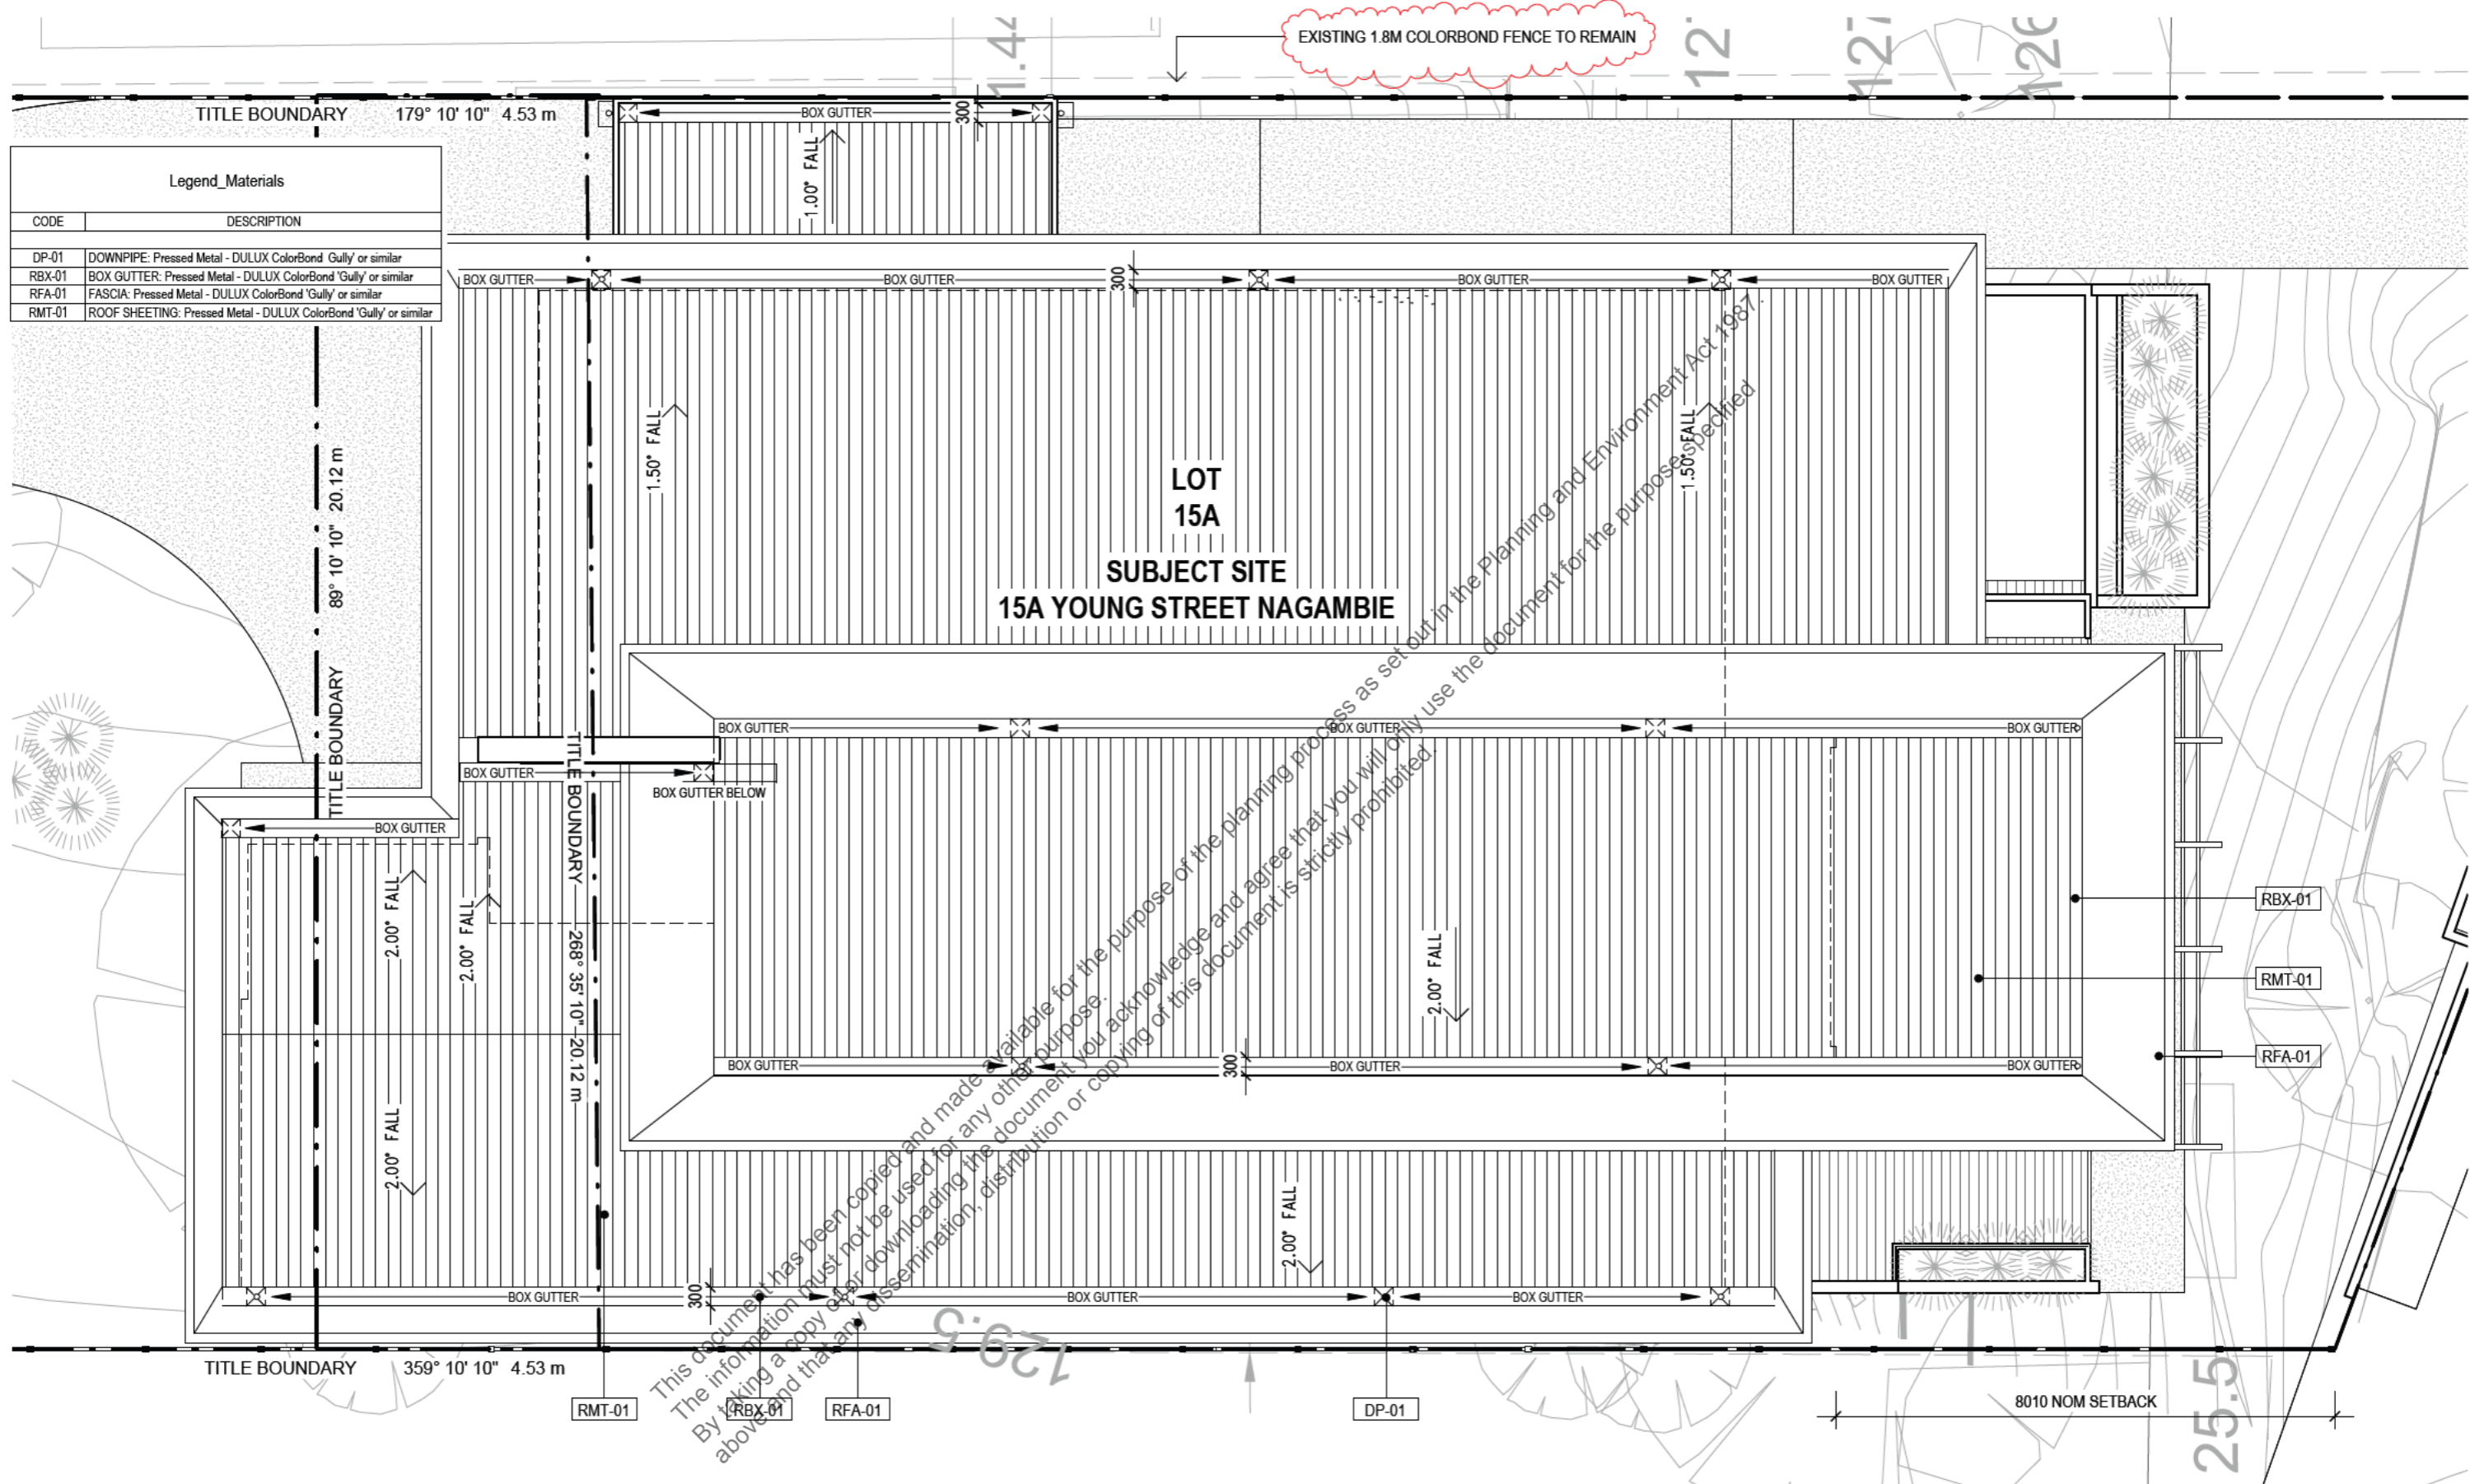 EXISTING 1.8M COLORBOND FENCE TO REMAIN
TITLE BOUNDARY 179° 10' 10" 4.53 m
BOX GUTTER
300
1.00° FALL
Legend_Materials
CODE DESCRIPTION
DP-01 DOWNPIPE: Pressed Metal - DULUX ColorBond Gully' or similar
RBX-01 BOX GUTTER: Pressed Metal - DULUX ColorBond 'Gully' or similar
RFA-01 FASCIA: Pressed Metal - DULUX ColorBond 'Gully' or similar
RMT-01 ROOF SHEETING: Pressed Metal - DULUX ColorBond 'Gully' or similar
BOX GUTTER
BOX GUTTER
300
BOX GUTTER
BOX GUTTER
1.50° FALL
1.50° FALL
LOT
15A
SUBJECT SITE
15A YOUNG STREET NAGAMBIE
TITLE BOUNDARY 89° 10' 10" 20.12 m
BOX GUTTER
BOX GUTTER
BOX GUTTER
BOX GUTTER
BOX GUTTER BELOW
BOX GUTTER
TITLE BOUNDARY 268° 35' 10" 20.12 m
2.00° FALL
2.00° FALL
2.00° FALL
2.00° FALL
RBX-01
RMT-01
RFA-01
BOX GUTTER
BOX GUTTER
300
BOX GUTTER
2.00° FALL
BOX GUTTER
300
BOX GUTTER
BOX GUTTER
129.5
TITLE BOUNDARY 359° 10' 10" 4.53 m
RMT-01
RBX-01
RFA-01
DP-01
8010 NOM SETBACK
25.5
This document has been copied and made available for the purpose of the planning process as set out in the Planning and Environment Act 1987.
The information must not be used for any other purpose.
By taking a copy of or downloading the document you acknowledge and agree that you will only use the document for the purpose specified
above and that any dissemination, distribution or copying of this document is strictly prohibited.